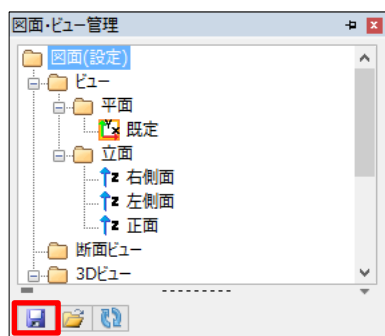 図面・ビュー管理
図面(設定)
ビュー
平面
Yx 既定
立面
z 右側面
z 左側面
z 正面
断面ビュー
3Dビュー